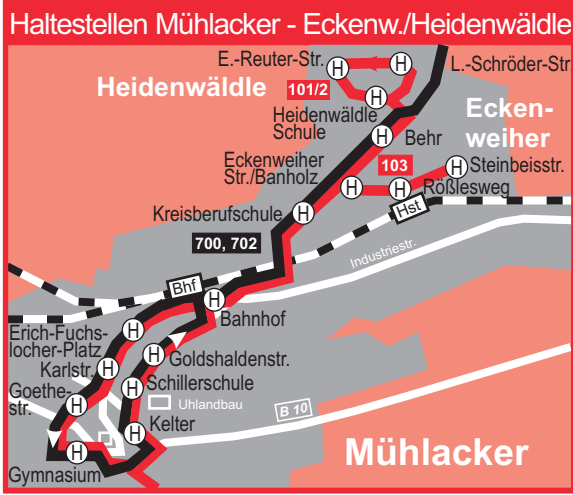 Haltestellen Mühlacker - Eckenw./Heidenwäldle
E.-Reuter-Str.
L.-Schröder-Str
Heidenwäldle
101/2
H
H
H
Ecken-
weiher
Heidenwäldle
Schule
H
Behr
Eckenweiher
Str./Banholz
103
H
Steinbeisstr.
H
H
Rößlesweg
Kreisberufschule
H
Hst
700, 702
Industriestr.
Bhf
H
Bahnhof
Erich-Fuchs-
locher-Platz
H
Karlstr.
H
H
Goldshaldenstr.
Goethe-
str.
H
H
Schillerschule
Uhlandbau
B 10
H
Kelter
Mühlacker
H
Gymnasium